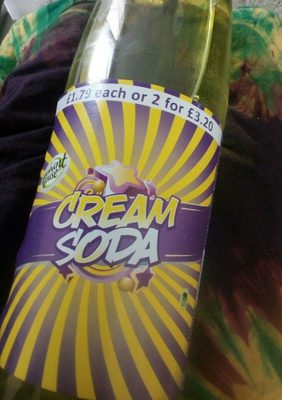 £1.79 each or 2 for £3.20
CREAM
SODA